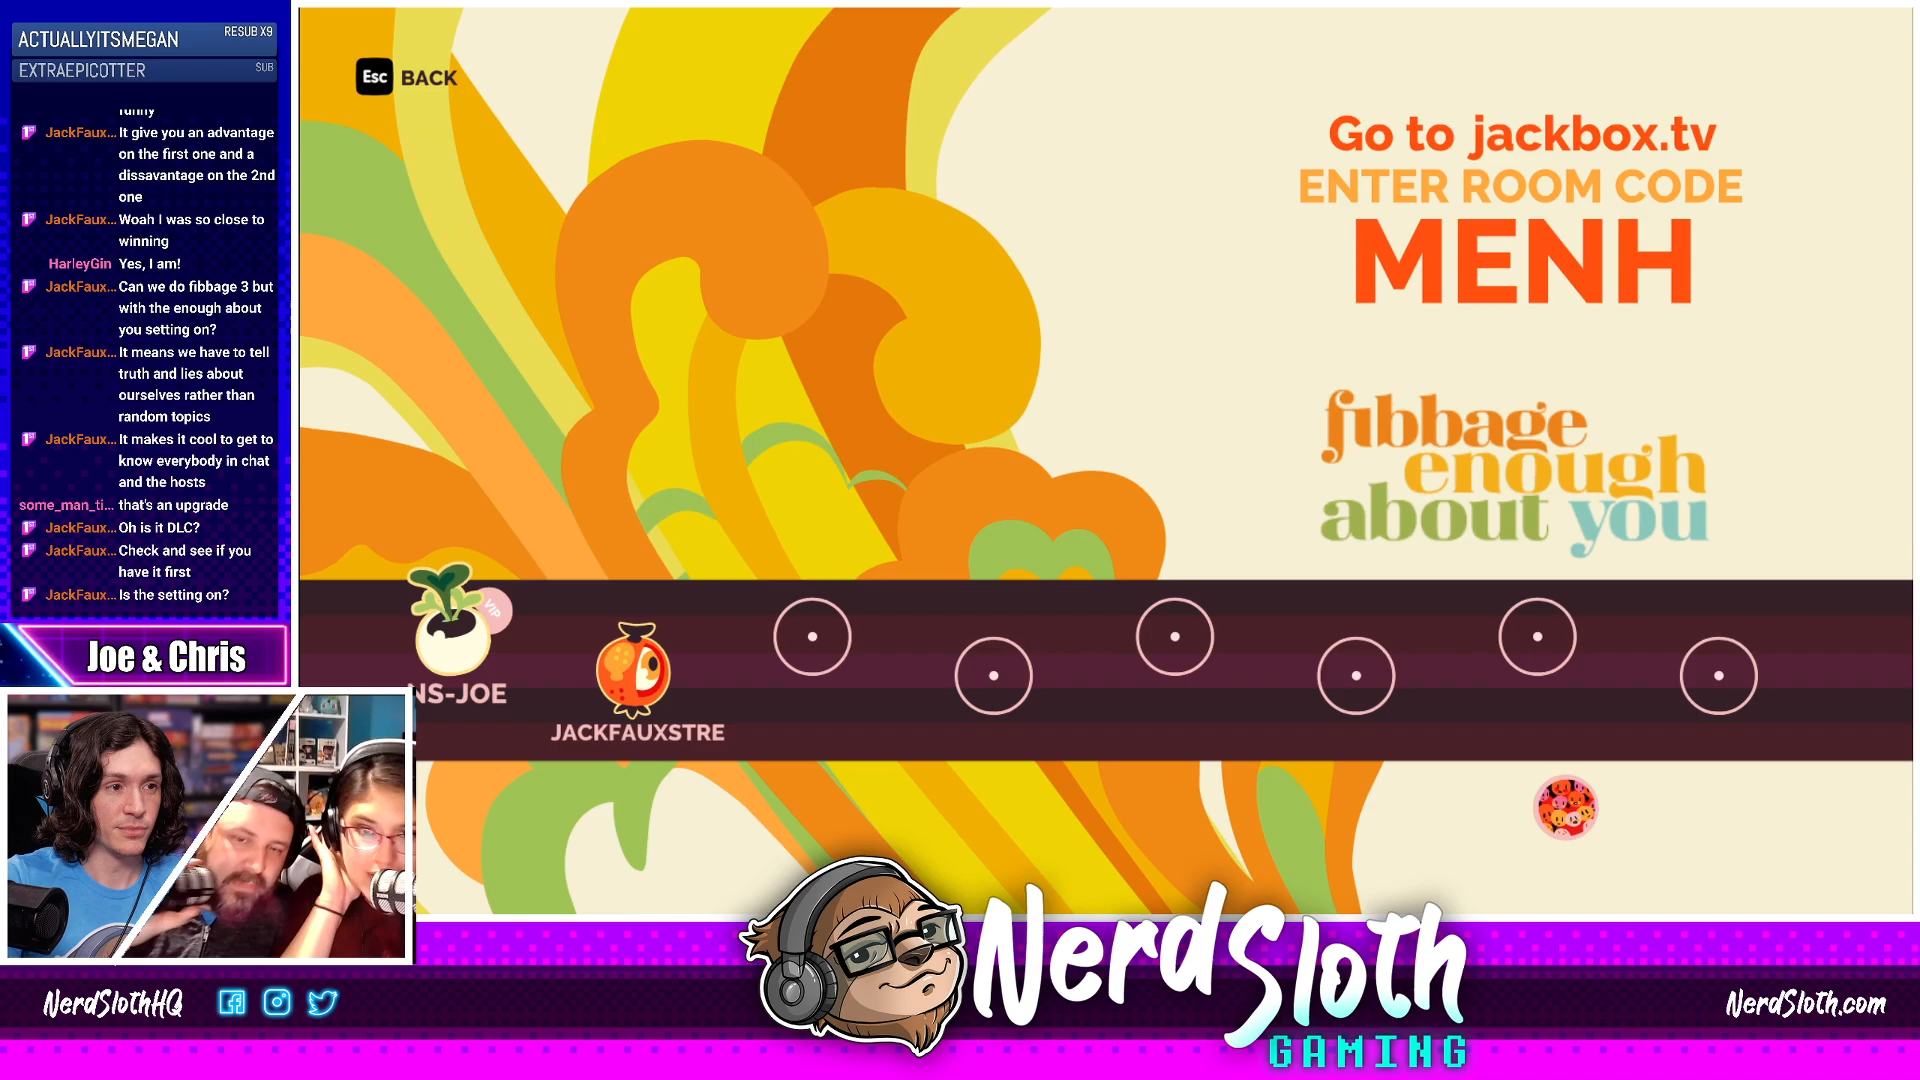 ACTUALLYITSMEGAN RESUB X9
EXTRAEPICOTTER SUB
funny
JackFaux... It give you an advantage
on the first one and a
dissavantage on the 2nd
one
JackFaux... Woah I was so close to
winning
HarleyGin Yes, I am!
JackFaux... Can we do fibbage 3 but
with the enough about
you setting on?
JackFaux... It means we have to tell
truth and lies about
ourselves rather than
random topics
JackFaux... It makes it cool to get to
know everybody in chat
and the hosts
some_man_ti... that's an upgrade
JackFaux... Oh is it DLC?
JackFaux... Check and see if you
have it first
JackFaux... Is the setting on?
Joe & Chris
Esc BACK
Go to jackbox.tv
ENTER ROOM CODE
MENH
fibbage
enough
about you
VIP
NS-JOE
JACKFAUXSTRE
NerdSlothHQ
NerdSloth
GAMING
NerdSloth.com